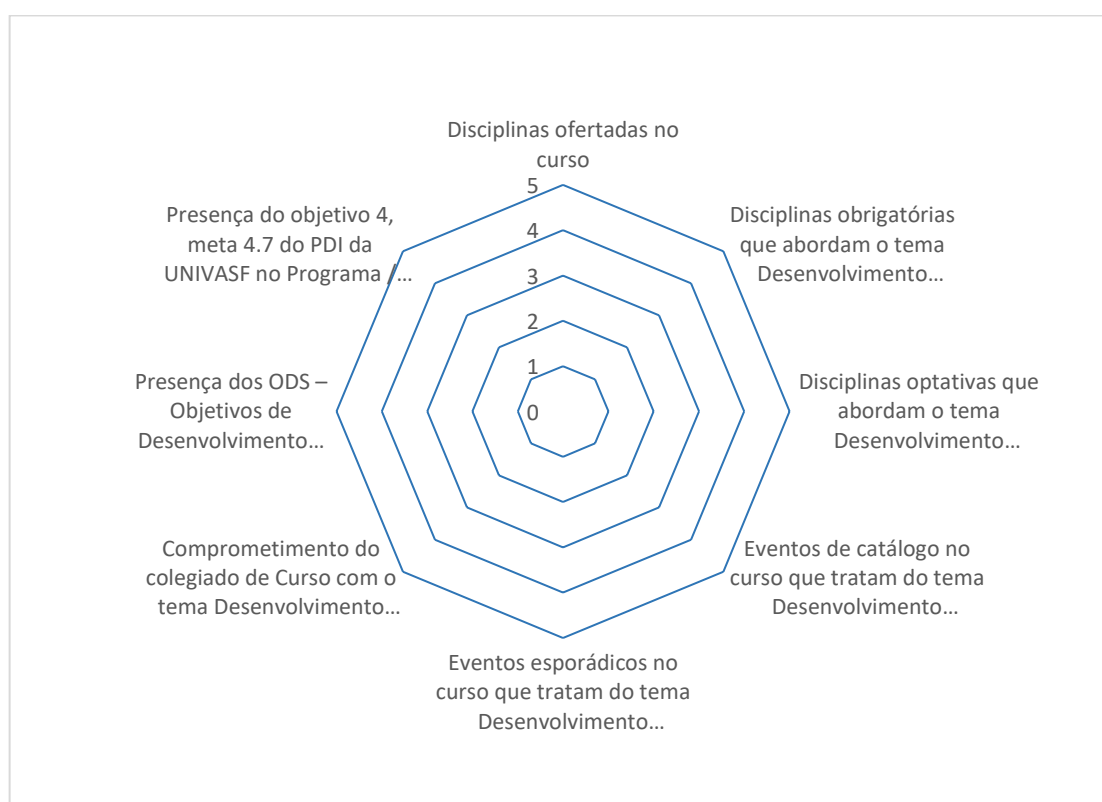 Disciplinas ofertadas no
curso
5
4
3
2
1
0
Disciplinas obrigatórias
que abordam o tema
Desenvolvimento...
Disciplinas optativas que
abordam o tema
Desenvolvimento...
Eventos de catálogo no
curso que tratam do tema
Desenvolvimento...
Eventos esporádicos no
curso que tratam do tema
Desenvolvimento...
Comprometimento do
colegiado de Curso com o
tema Desenvolvimento...
Presença dos ODS –
Objetivos de
Desenvolvimento...
Presença do objetivo 4,
meta 4.7 do PDI da
UNIVASF no Programa /...